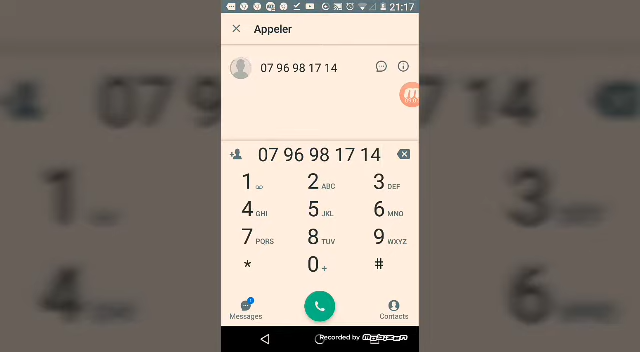 21:17
Appeler
07 96 98 17 14
07 96 98 17 14
1
2 ABC
3 DEF
4 GHI
5 JKL
6 MNO
7 PQRS
8 TUV
9 WXYZ
*
0 +
#
Messages
Contacts
Recorded by mobizen